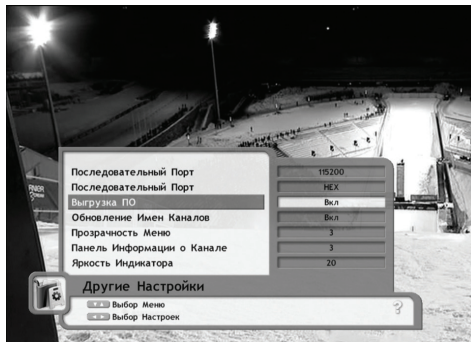 Последовательный Порт 115200
Последовательный Порт HEX
Выгрузка ПО Вкл
Обновление Имен Каналов Вкл
Прозрачность Меню 3
Панель Информации о Канале 3
Яркость Индикатора 20
Другие Настройки
Выбор Меню
Выбор Настроек
?